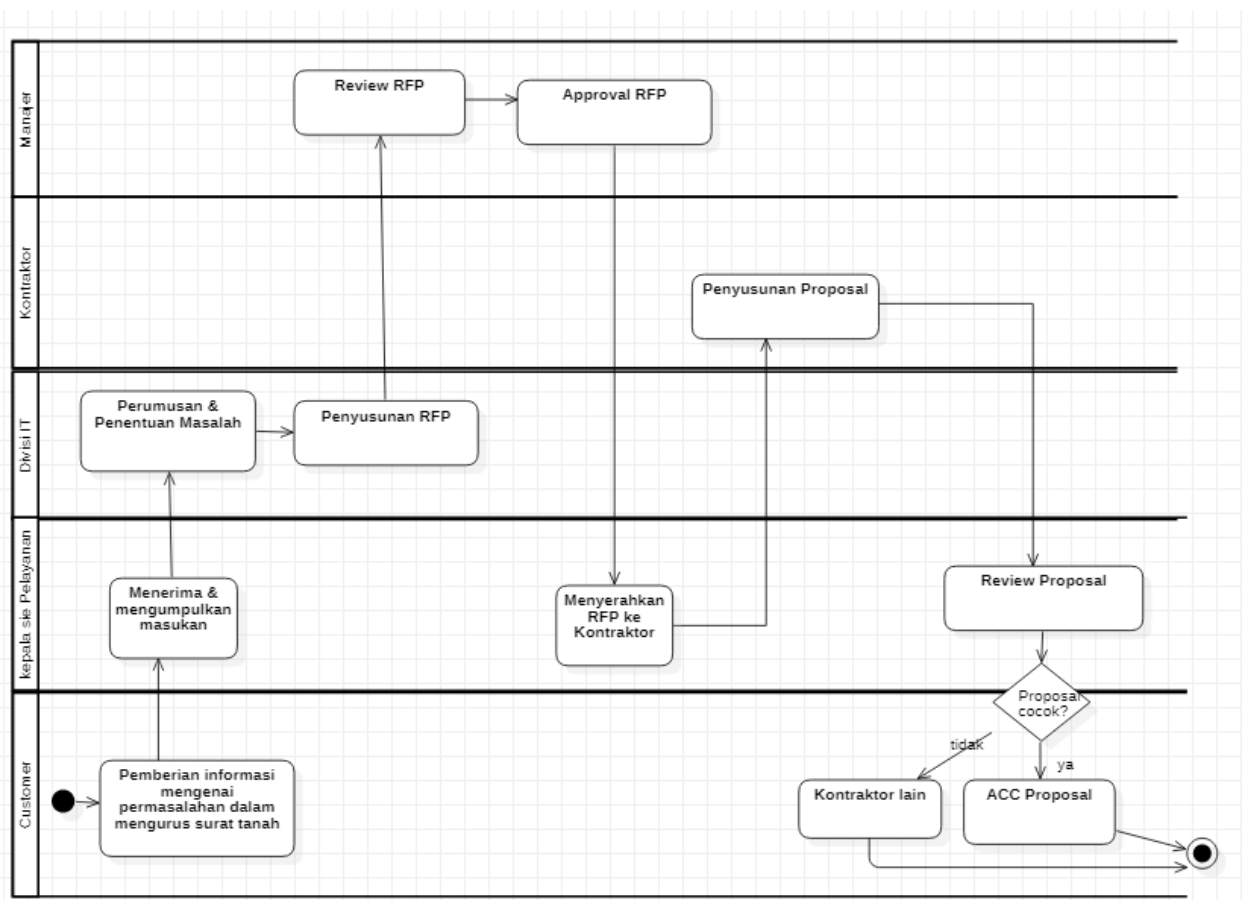 Manajer
Review RFP
Approval RFP
Kontraktor
Penyusunan Proposal
Divisi IT
Perumusan &
Penentuan Masalah
Penyusunan RFP
kepala sie Pelayanan
Menerima &
mengumpulkan
masukan
Menyerahkan
RFP ke
Kontraktor
Review Proposal
Proposal
cocok?
tidak
ya
Customer
Pemberian informasi
mengenai
permasalahan dalam
mengurus surat tanah
Kontraktor lain
ACC Proposal